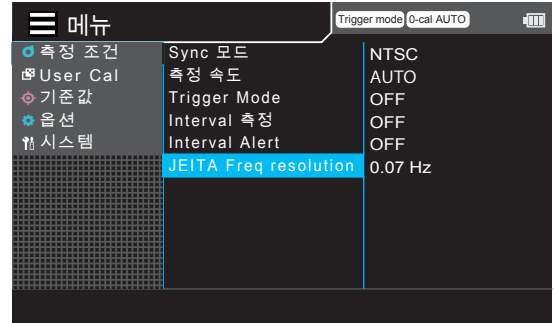 메뉴
Trigger mode 0-cal AUTO
측정 조건
User Cal
기준값
옵션
시스템
Sync 모드 NTSC
측정 속도 AUTO
Trigger Mode OFF
Interval 측정 OFF
Interval Alert OFF
JEITA Freq resolution 0.07 Hz